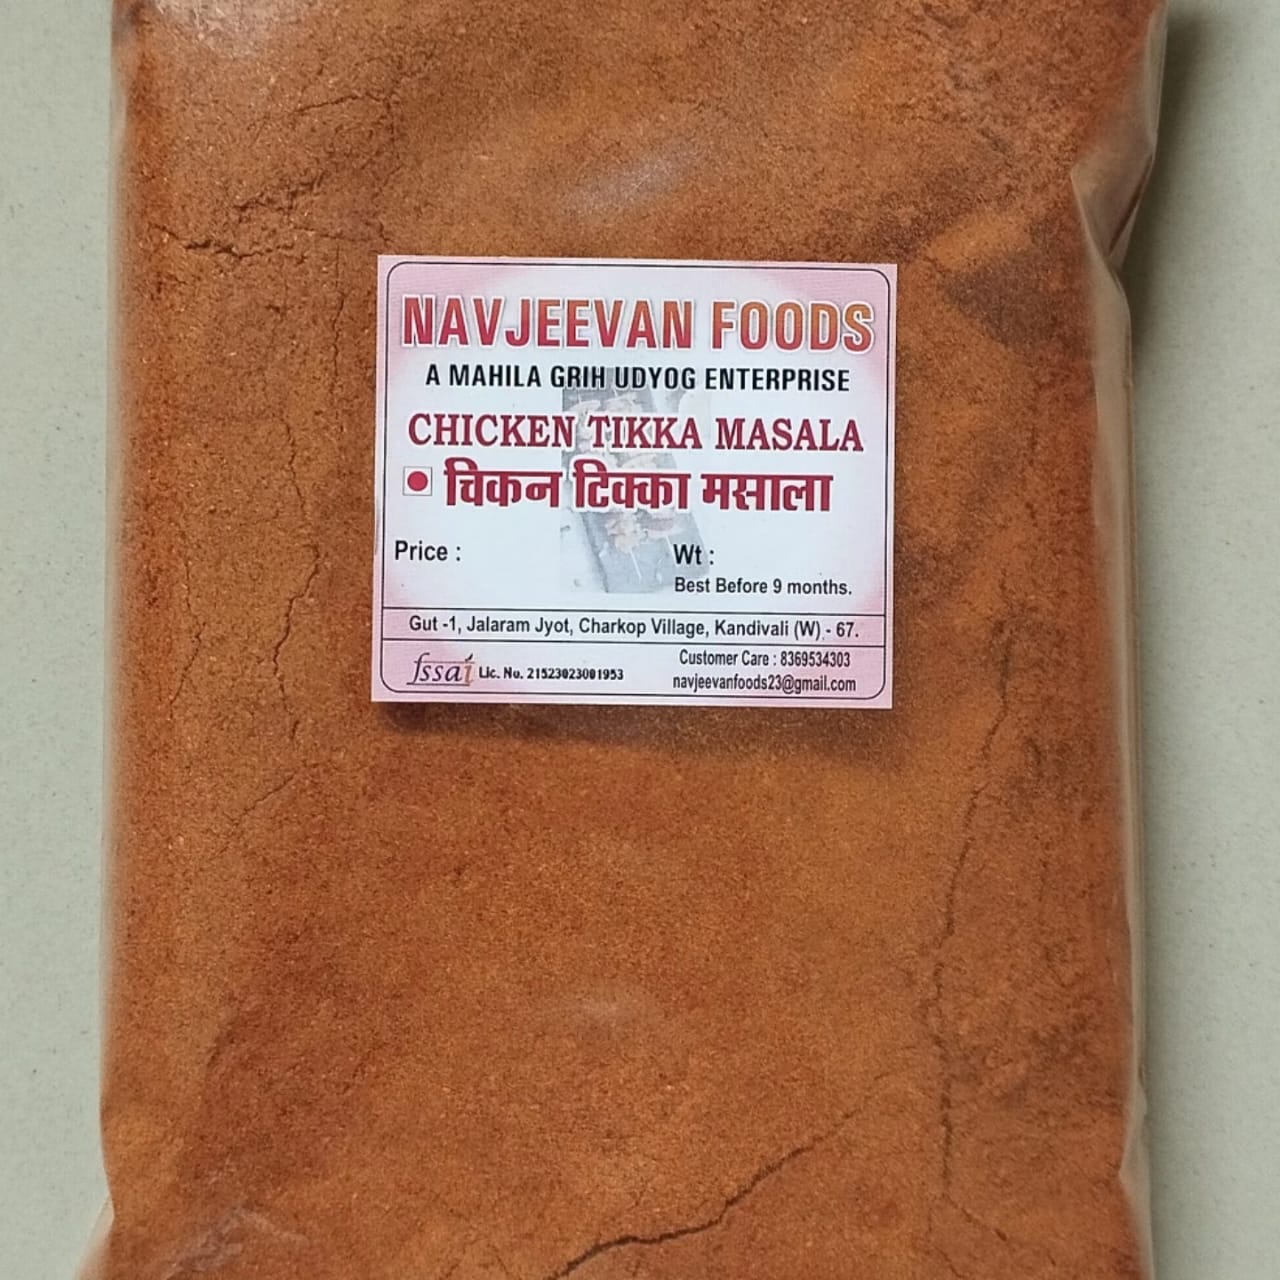 NAVJEEVAN FOODS
A MAHILA GRIH UDYOG ENTERPRISE
CHICKEN TIKKA MASALA
चिकन टिक्का मसाला
Price : Wt :
Best Before 9 months.
Gut -1, Jalaram Jyot, Charkop Village, Kandivali (W),- 67.
fssai Lic. No. 21523023001953
Customer Care : 8369534303
navjeevanfoods23@gmail.com